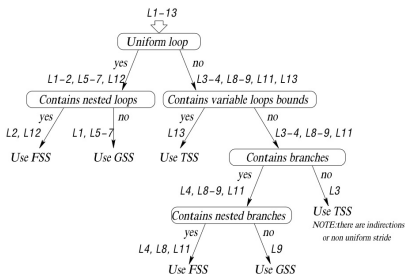 L1-13
Uniform loop
yes no
L1-2, L5-7, L12 L3-4, L8-9, L11, L13
Contains nested loops Contains variable loops bounds
yes no yes no
L2, L12 L1, L5-7 L13 L3-4, L8-9, L11
Use FSS Use GSS Use TSS Contains branches
yes no
L4, L8-9, L11 L3
Contains nested branches Use TSS
NOTE:there are indirections
or non uniform stride
yes no
L4, L8, L11 L9
Use FSS Use GSS